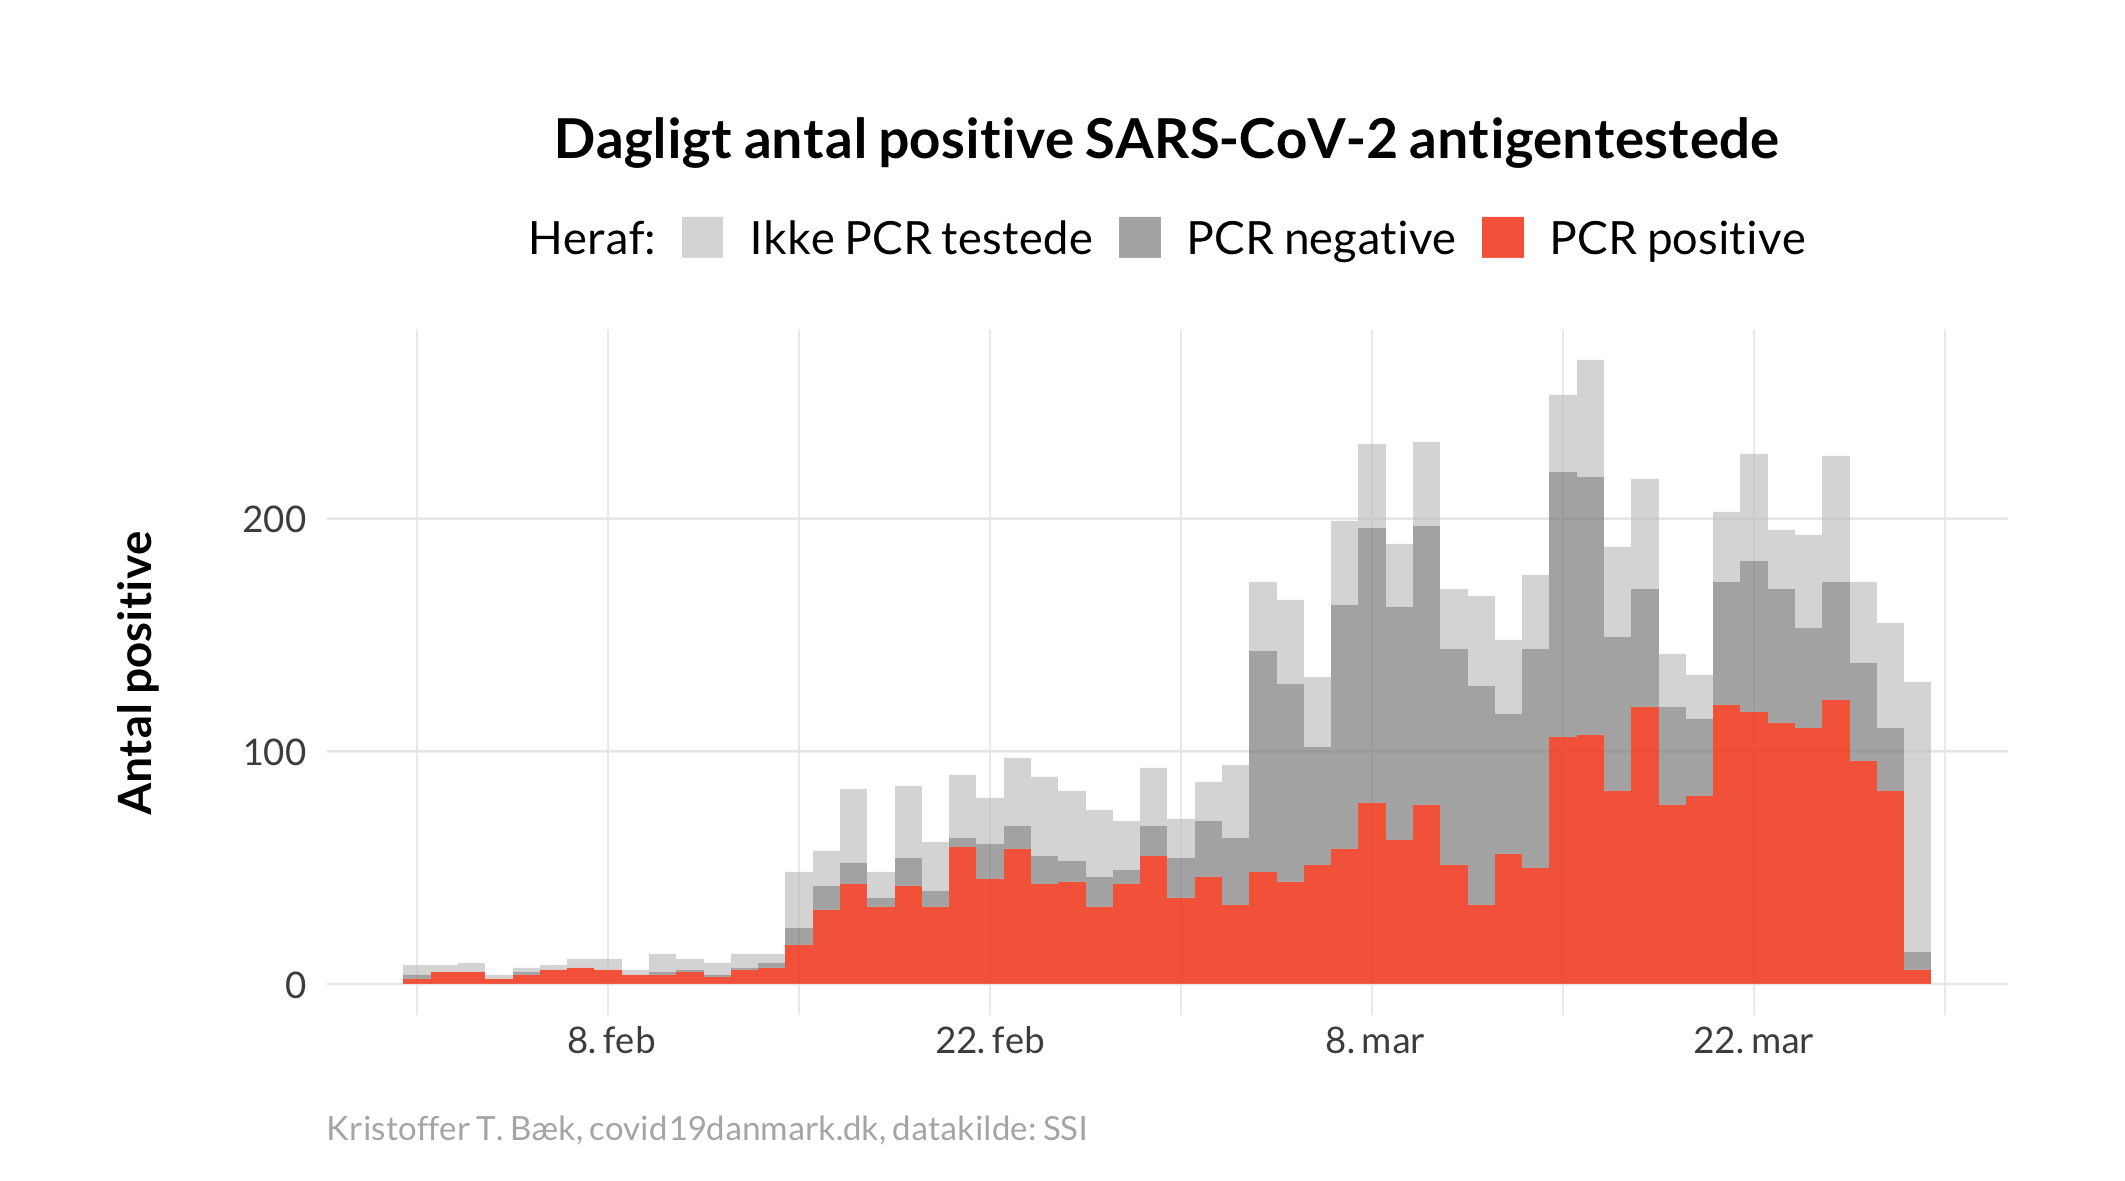 Dagligt antal positive SARS-CoV-2 antigentestede
Heraf: Ikke PCR testede PCR negative PCR positive
Antal positive
200
100
0
8. feb 22. feb 8. mar 22. mar
Kristoffer T. Bæk, covid19danmark.dk, datakilde: SSI